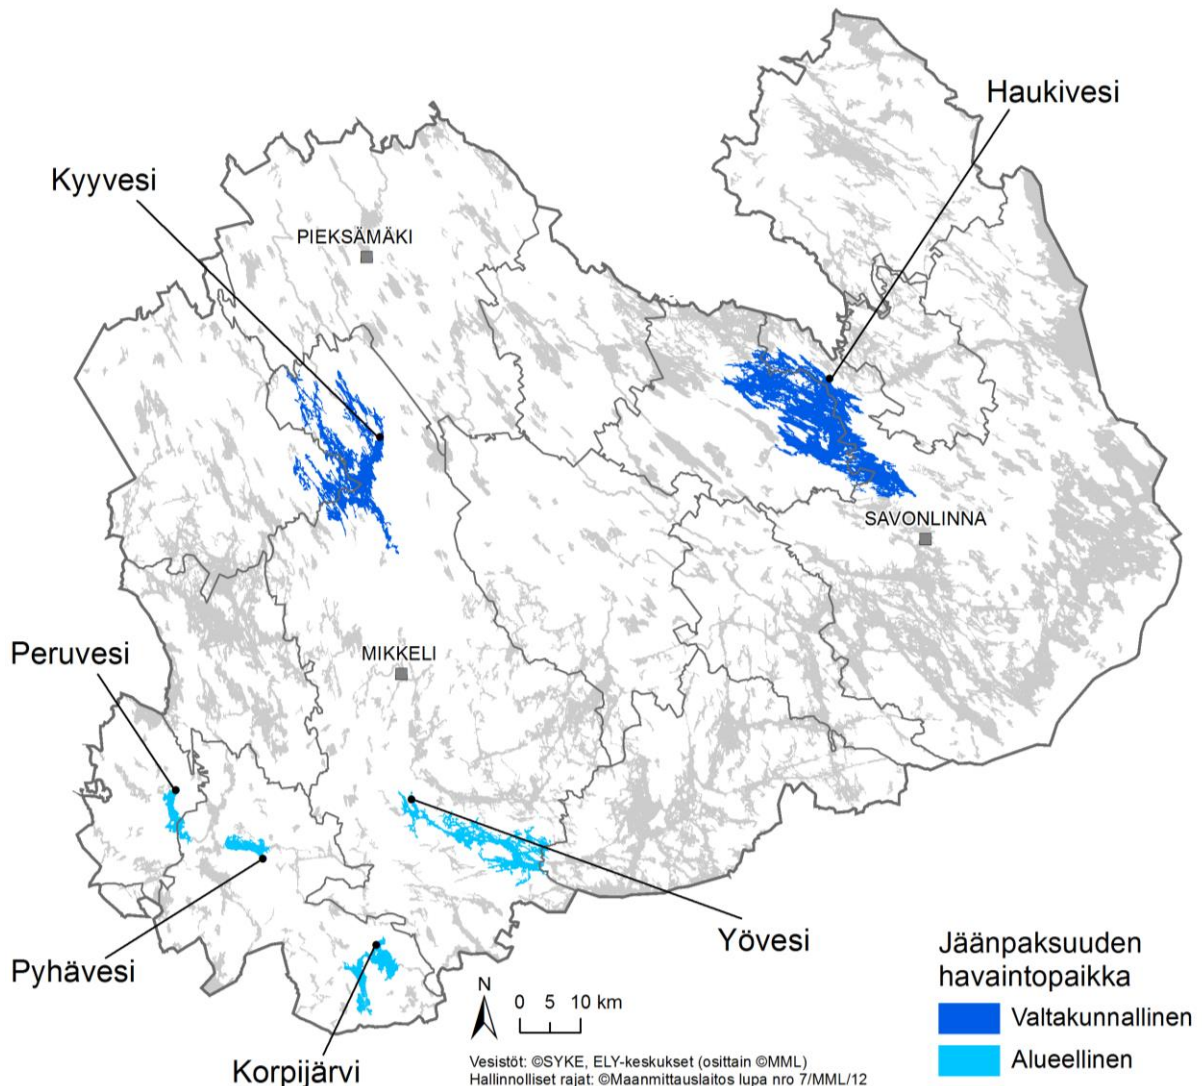 Haukivesi
Kyyvesi
PIEKSÄMÄKI
SAVONLINNA
Peruvesi
MIKKELI
Yövesi
Pyhävesi
Korpijärvi
N
0 5 10 km
Vesistöt: ©SYKE, ELY-keskukset (osittain ©MML)
Hallinnolliset rajat: ©Maanmittauslaitos lupa nro 7/MML/12
Jäänpaksuuden
havaintopaikka
Valtakunnallinen
Alueellinen